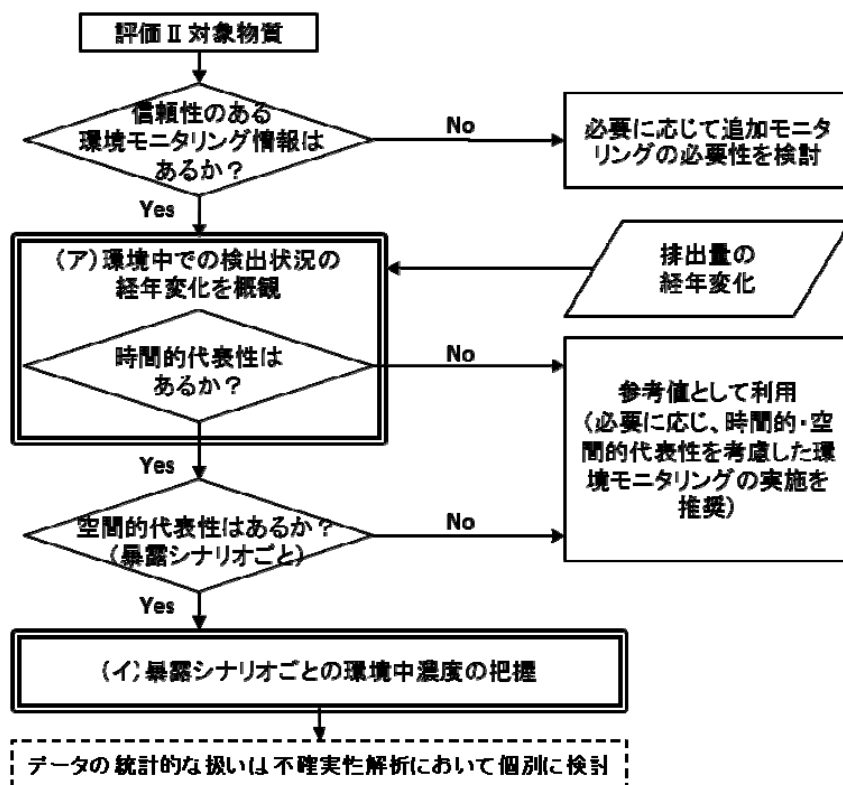 評価Ⅱ対象物質
信頼性のある
環境モニタリング情報は
あるか？
No
必要に応じて追加モニタ
リングの必要性を検討
Yes
(ア)環境中での検出状況の
経年変化を概観
排出量の
経年変化
時間的代表性は
あるか？
No
参考値として利用
(必要に応じ、時間的・空
間的代表性を考慮した環
境モニタリングの実施を
推奨)
Yes
空間的代表性はあるか？
(暴露シナリオごと)
No
Yes
(イ)暴露シナリオごとの環境中濃度の把握
データの統計的な扱いは不確実性解析において個別に検討